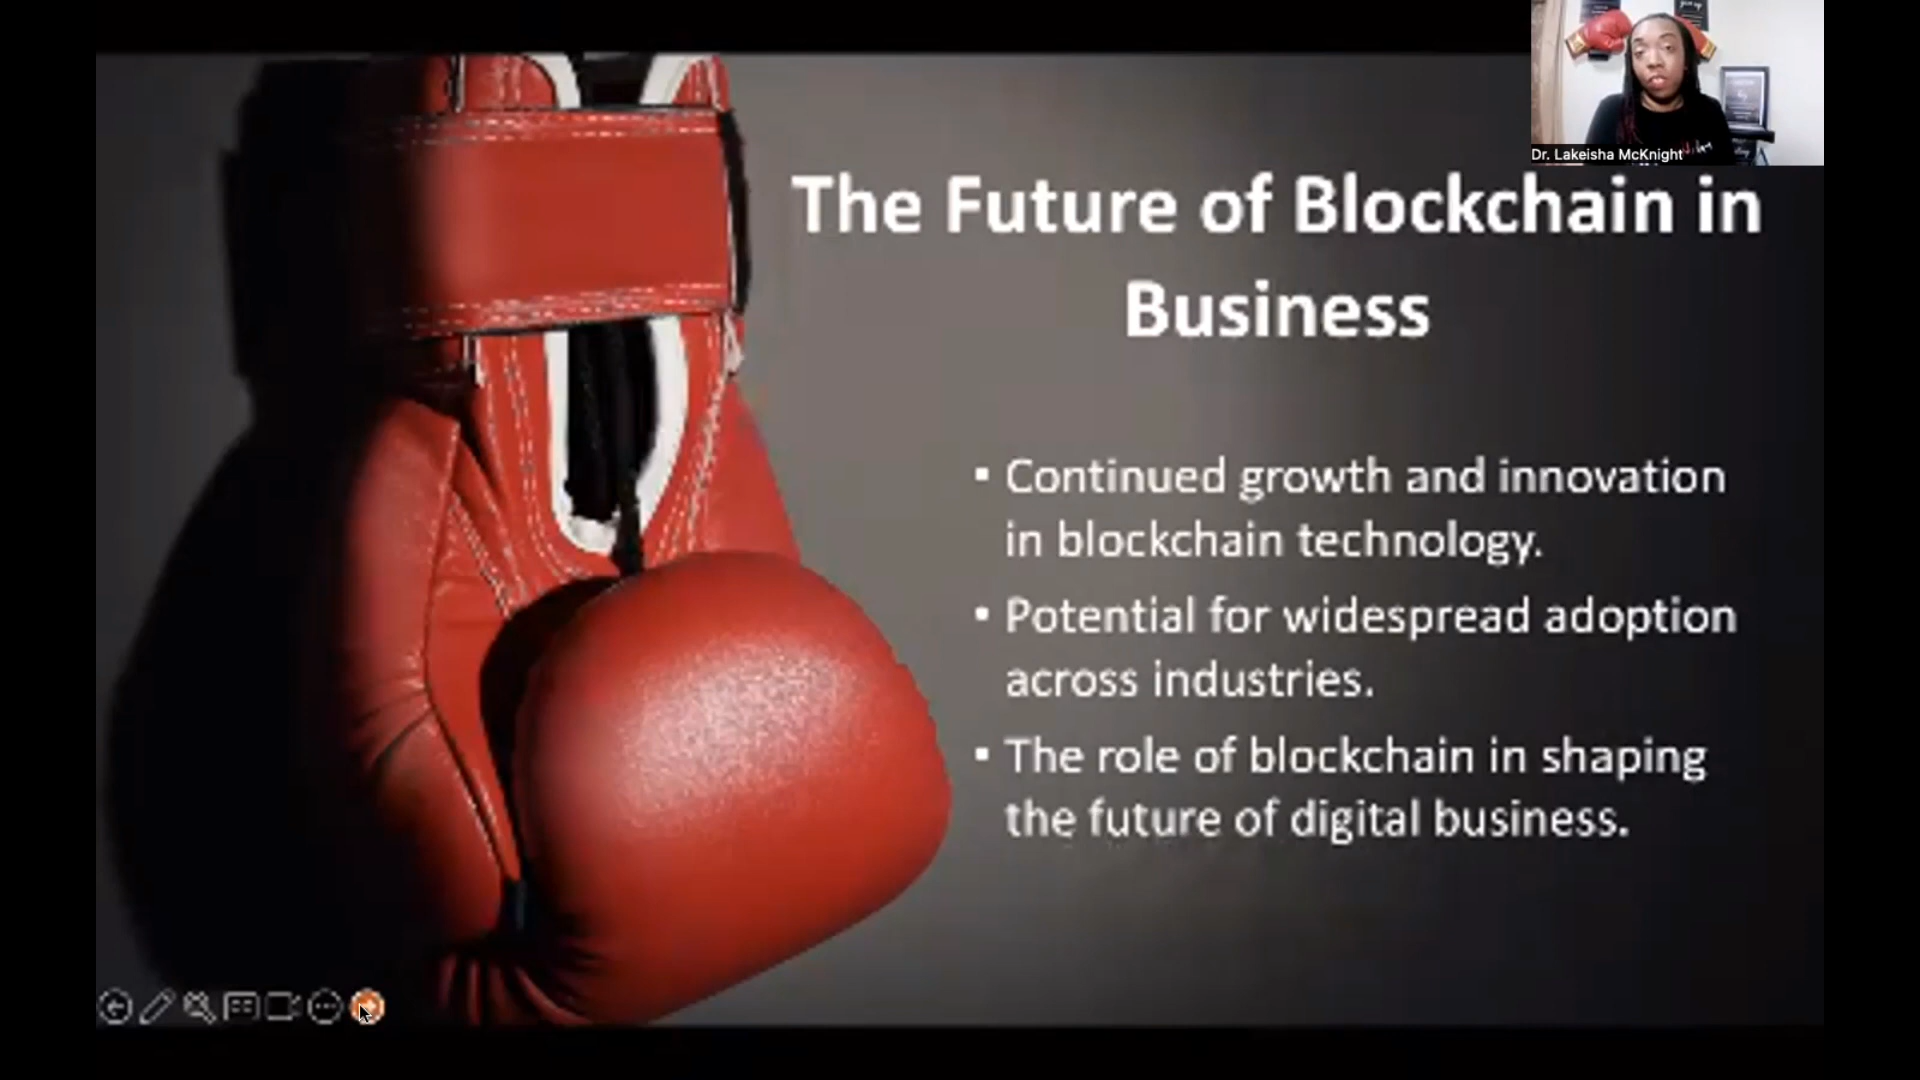 Dr. Lakeisha McKnight
The Future of Blockchain in
Business
▪ Continued growth and innovation
in blockchain technology.
▪ Potential for widespread adoption
across industries.
▪ The role of blockchain in shaping
the future of digital business.